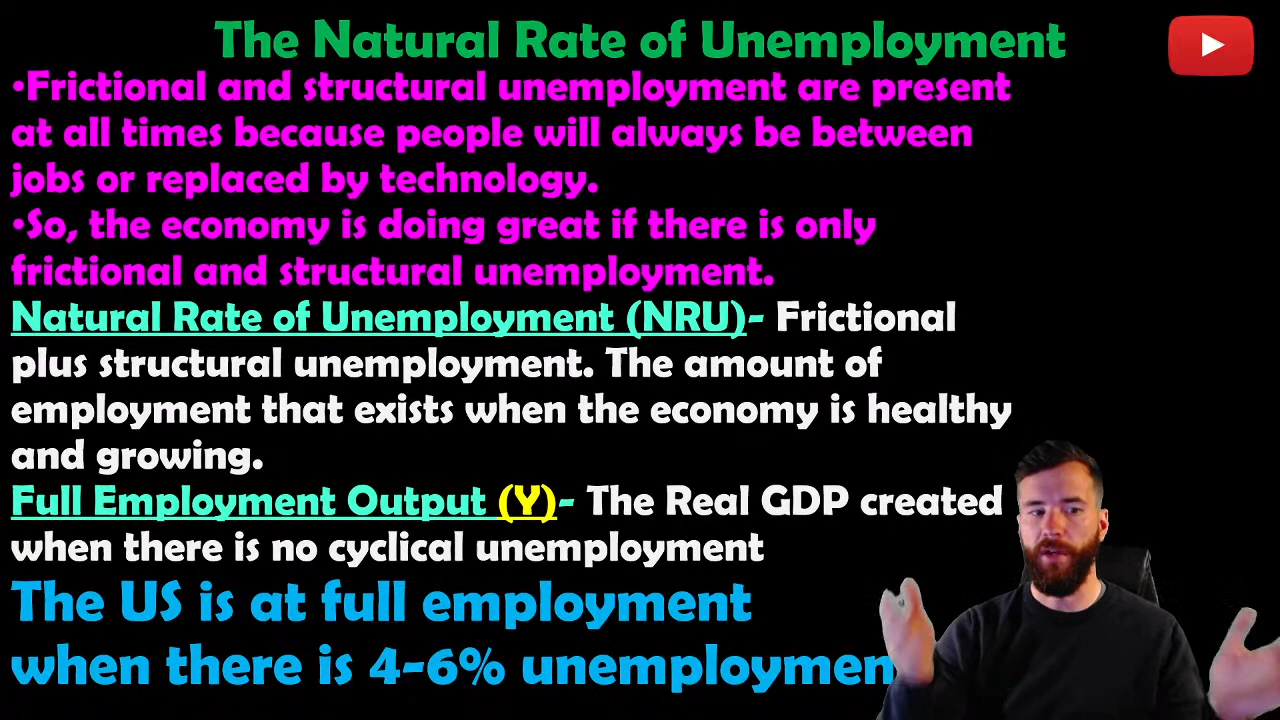 The Natural Rate of Unemployment
•Frictional and structural unemployment are present
at all times because people will always be between
jobs or replaced by technology.
•So, the economy is doing great if there is only
frictional and structural unemployment.
Natural Rate of Unemployment (NRU)- Frictional
plus structural unemployment. The amount of
employment that exists when the economy is healthy
and growing.
Full Employment Output (Y)- The Real GDP created
when there is no cyclical unemployment
The US is at full employment
when there is 4-6% unemploymen